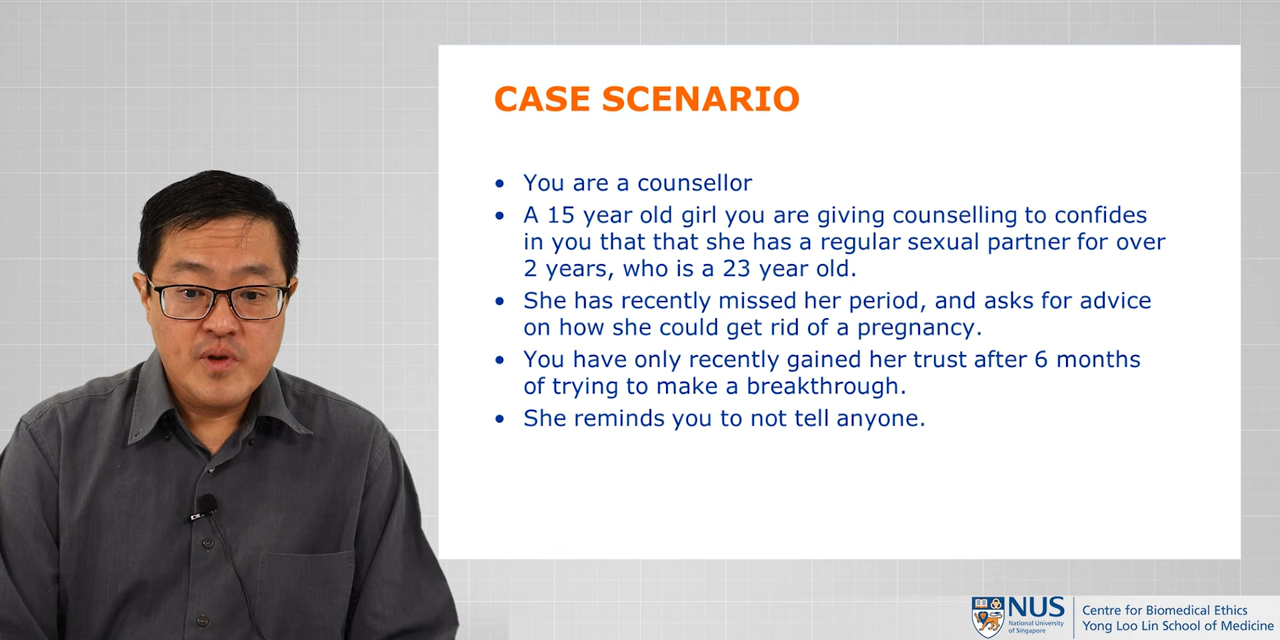 CASE SCENARIO
• You are a counsellor
• A 15 year old girl you are giving counselling to confides
in you that that she has a regular sexual partner for over
2 years, who is a 23 year old.
• She has recently missed her period, and asks for advice
on how she could get rid of a pregnancy.
• You have only recently gained her trust after 6 months
of trying to make a breakthrough.
• She reminds you to not tell anyone.
NUS
National University
of Singapore
Centre for Biomedical Ethics
Yong Loo Lin School of Medicine